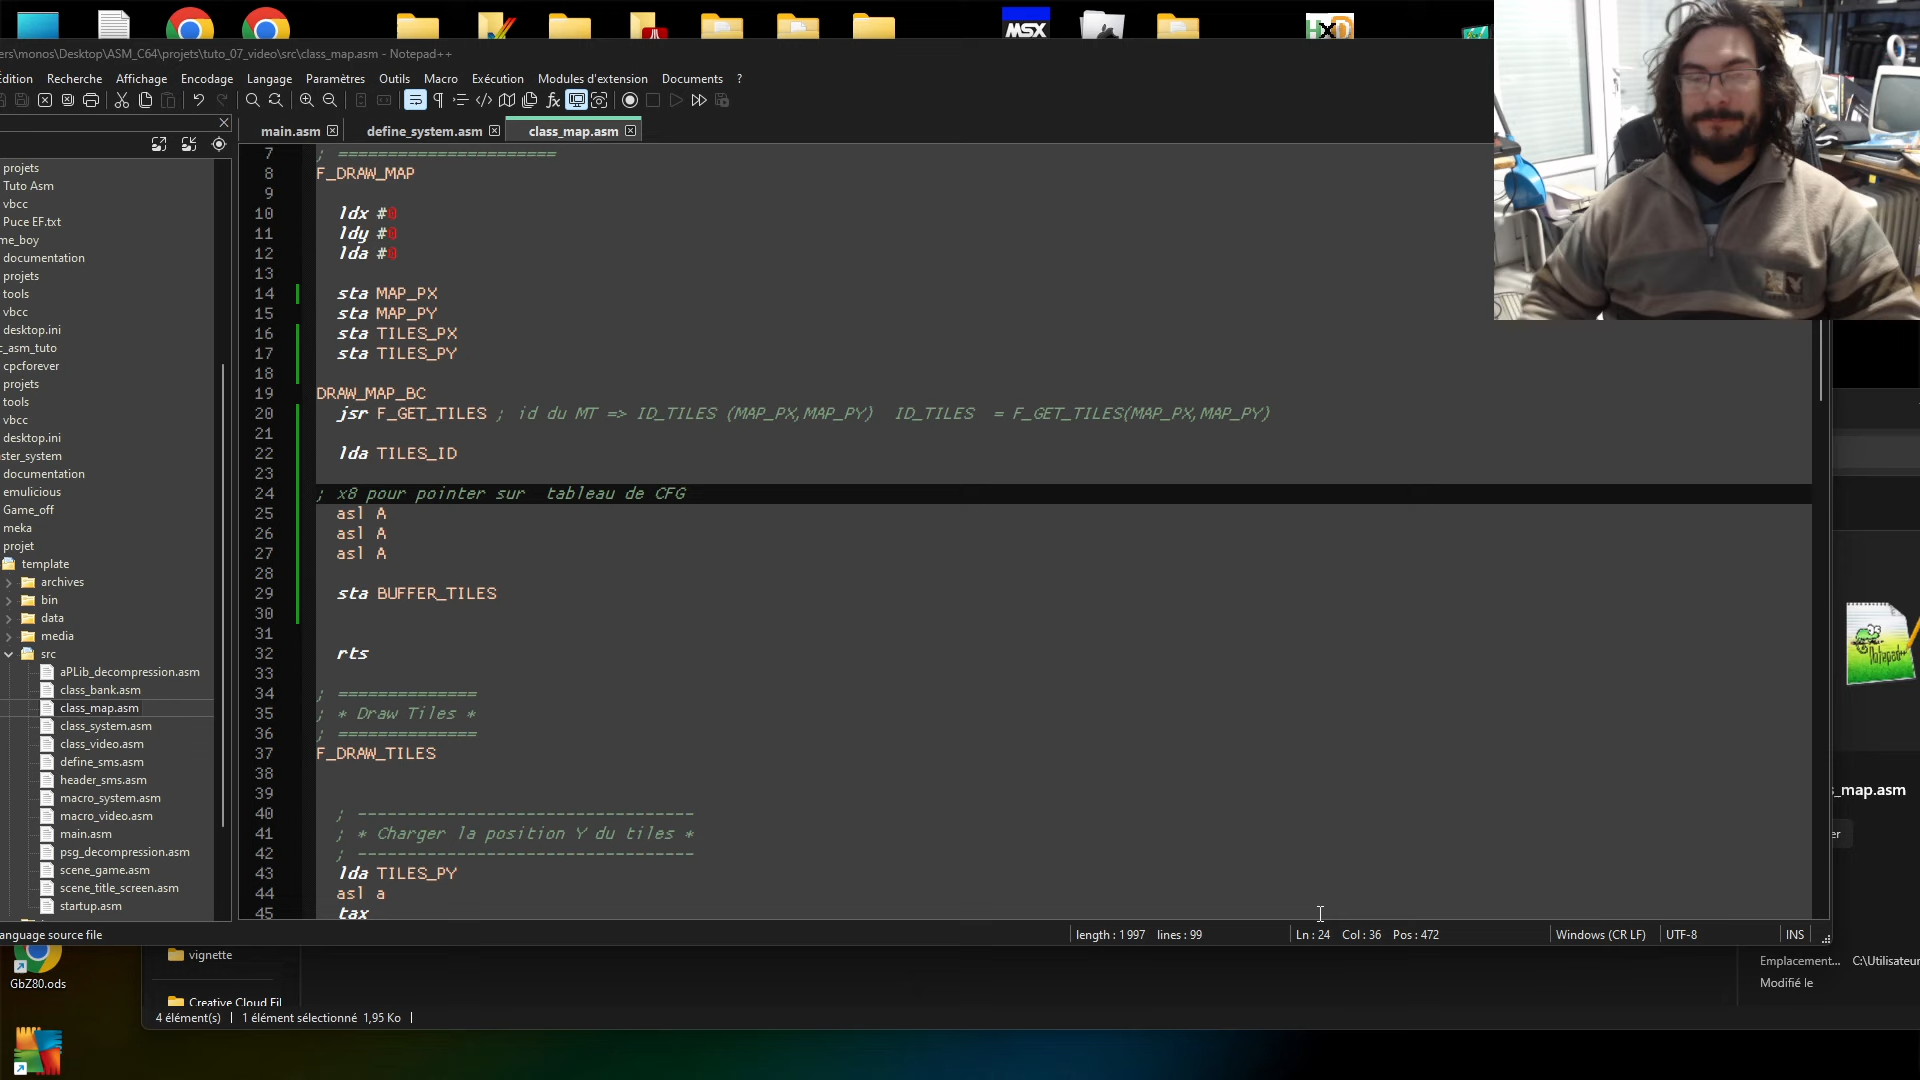 MSX
ers\monos\Desktop\ASM_C64\projets\tuto_07_video\src\class_map.asm - Notepad++
Edition Recherche Affichage Encodage Langage Paramètres Outils Macro Exécution Modules d'extension Documents ?
main.asm define_system.asm class_map.asm
projets
Tuto Asm
vbcc
Puce EF.txt
me_boy
documentation
projets
tools
vbcc
desktop.ini
c_asm_tuto
cpcforever
projets
tools
vbcc
desktop.ini
ster_system
documentation
emulicious
Game_off
meka
projet
template
archives
bin
data
media
src
aPLib_decompression.asm
class_bank.asm
class_map.asm
class_system.asm
class_video.asm
define_sms.asm
header_sms.asm
macro_system.asm
macro_video.asm
main.asm
psg_decompression.asm
scene_game.asm
scene_title_screen.asm
startup.asm
7 ; ======================
8 F_DRAW_MAP
9
10 ldx #0
11 ldy #0
12 lda #0
13
14 sta MAP_PX
15 sta MAP_PY
16 sta TILES_PX
17 sta TILES_PY
18
19 DRAW_MAP_BC
20 jsr F_GET_TILES ; id du MT => ID_TILES (MAP_PX,MAP_PY) ID_TILES = F_GET_TILES(MAP_PX,MAP_PY)
21
22 lda TILES_ID
23
24 ; x8 pour pointer sur tableau de CFG
25 asl A
26 asl A
27 asl A
28
29 sta BUFFER_TILES
30
31
32 rts
33
34 ; ==============
35 ; * Draw Tiles *
36 ; ==============
37 F_DRAW_TILES
38
39
40 ; ----------------------------------
41 ; * Charger la position Y du tiles *
42 ; ----------------------------------
43 lda TILES_PY
44 asl a
45 tax
anguage source file
length : 1 997 lines : 99
Ln : 24 Col : 36 Pos : 472
Windows (CR LF)
UTF-8
INS
Notepad
s_map.asm
er
Emplacement... C:\Utilisateur
Modifié le
GbZ80.ods
vignette
Creative Cloud Fil
4 élément(s) 1 élément sélectionné 1,95 Ko